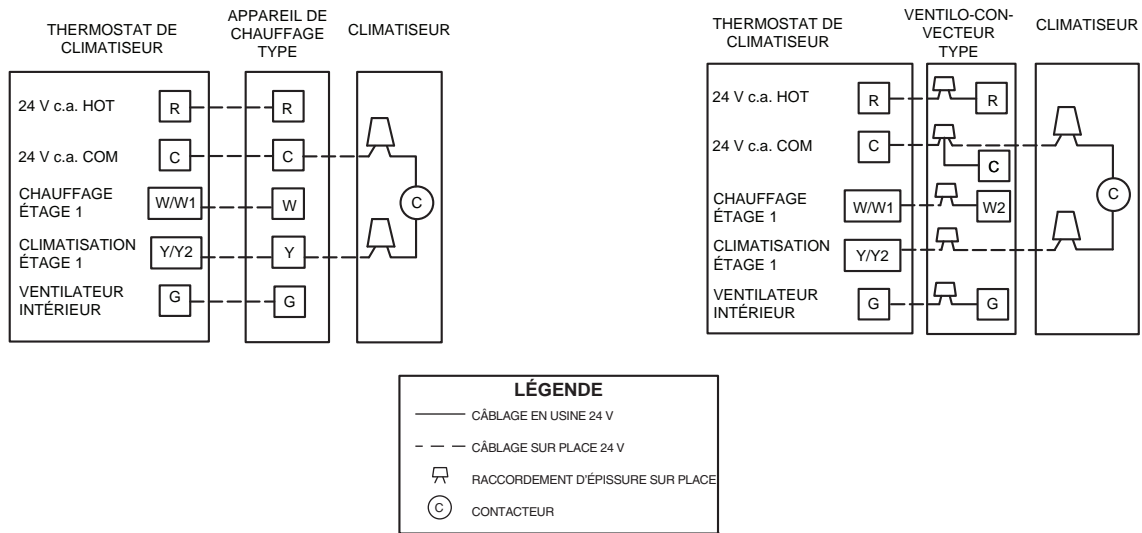 THERMOSTAT DE
CLIMATISEUR
APPAREIL DE
CHAUFFAGE
TYPE
CLIMATISEUR
24 V c.a. HOT
R
R
24 V c.a. COM
C
C
CHAUFFAGE
ÉTAGE 1
W/W1
W
C
CLIMATISATION
ÉTAGE 1
Y/Y2
Y
VENTILATEUR
INTÉRIEUR
G
G
THERMOSTAT DE
CLIMATISEUR
VENTILO-CON-
VECTEUR
TYPE
CLIMATISEUR
24 V c.a. HOT
R
R
24 V c.a. COM
C
C
CHAUFFAGE
ÉTAGE 1
W/W1
W2
C
CLIMATISATION
ÉTAGE 1
Y/Y2
VENTILATEUR
INTÉRIEUR
G
G
LÉGENDE
CÂBLAGE EN USINE 24 V
CÂBLAGE SUR PLACE 24 V
RACCORDEMENT D'ÉPISSURE SUR PLACE
C CONTACTEUR